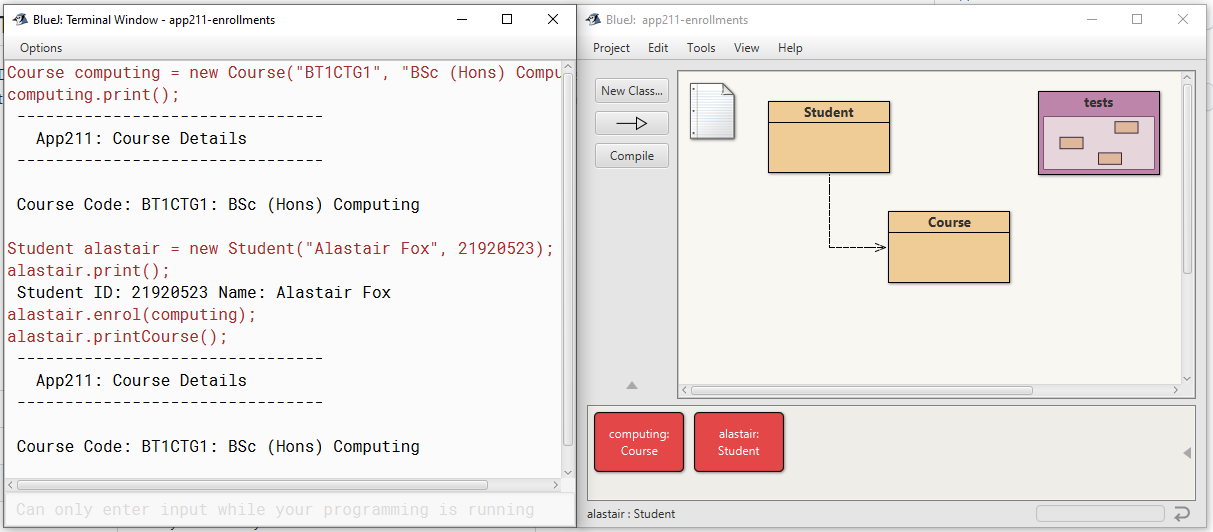 BlueJ: Terminal Window - app211-enrollments
Options
Course computing = new Course("BT1CTG1", "BSc (Hons) Compu
computing.print();
--------------------------------
App211: Course Details
--------------------------------
Course Code: BT1CTG1: BSc (Hons) Computing
Student alastair = new Student("Alastair Fox", 21920523);
alastair.print();
Student ID: 21920523 Name: Alastair Fox
alastair.enrol(computing);
alastair.printCourse();
--------------------------------
App211: Course Details
--------------------------------
Course Code: BT1CTG1: BSc (Hons) Computing
Can only enter input while your programming is running
BlueJ: app211-enrollments
Project Edit Tools View Help
New Class...
Compile
Student
tests
Course
computing:
Course
alastair:
Student
alastair : Student